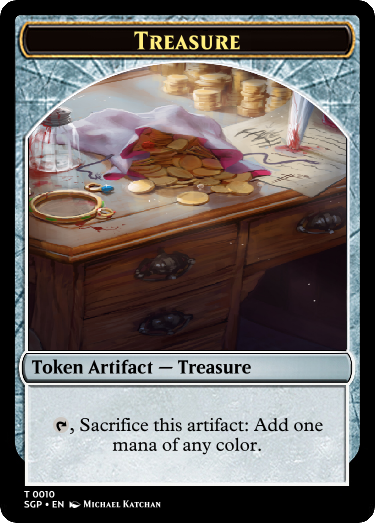 Treasure
Token Artifact — Treasure
, Sacrifice this artifact: Add one
mana of any color.
T 0010
SGP • EN Michael Katchan